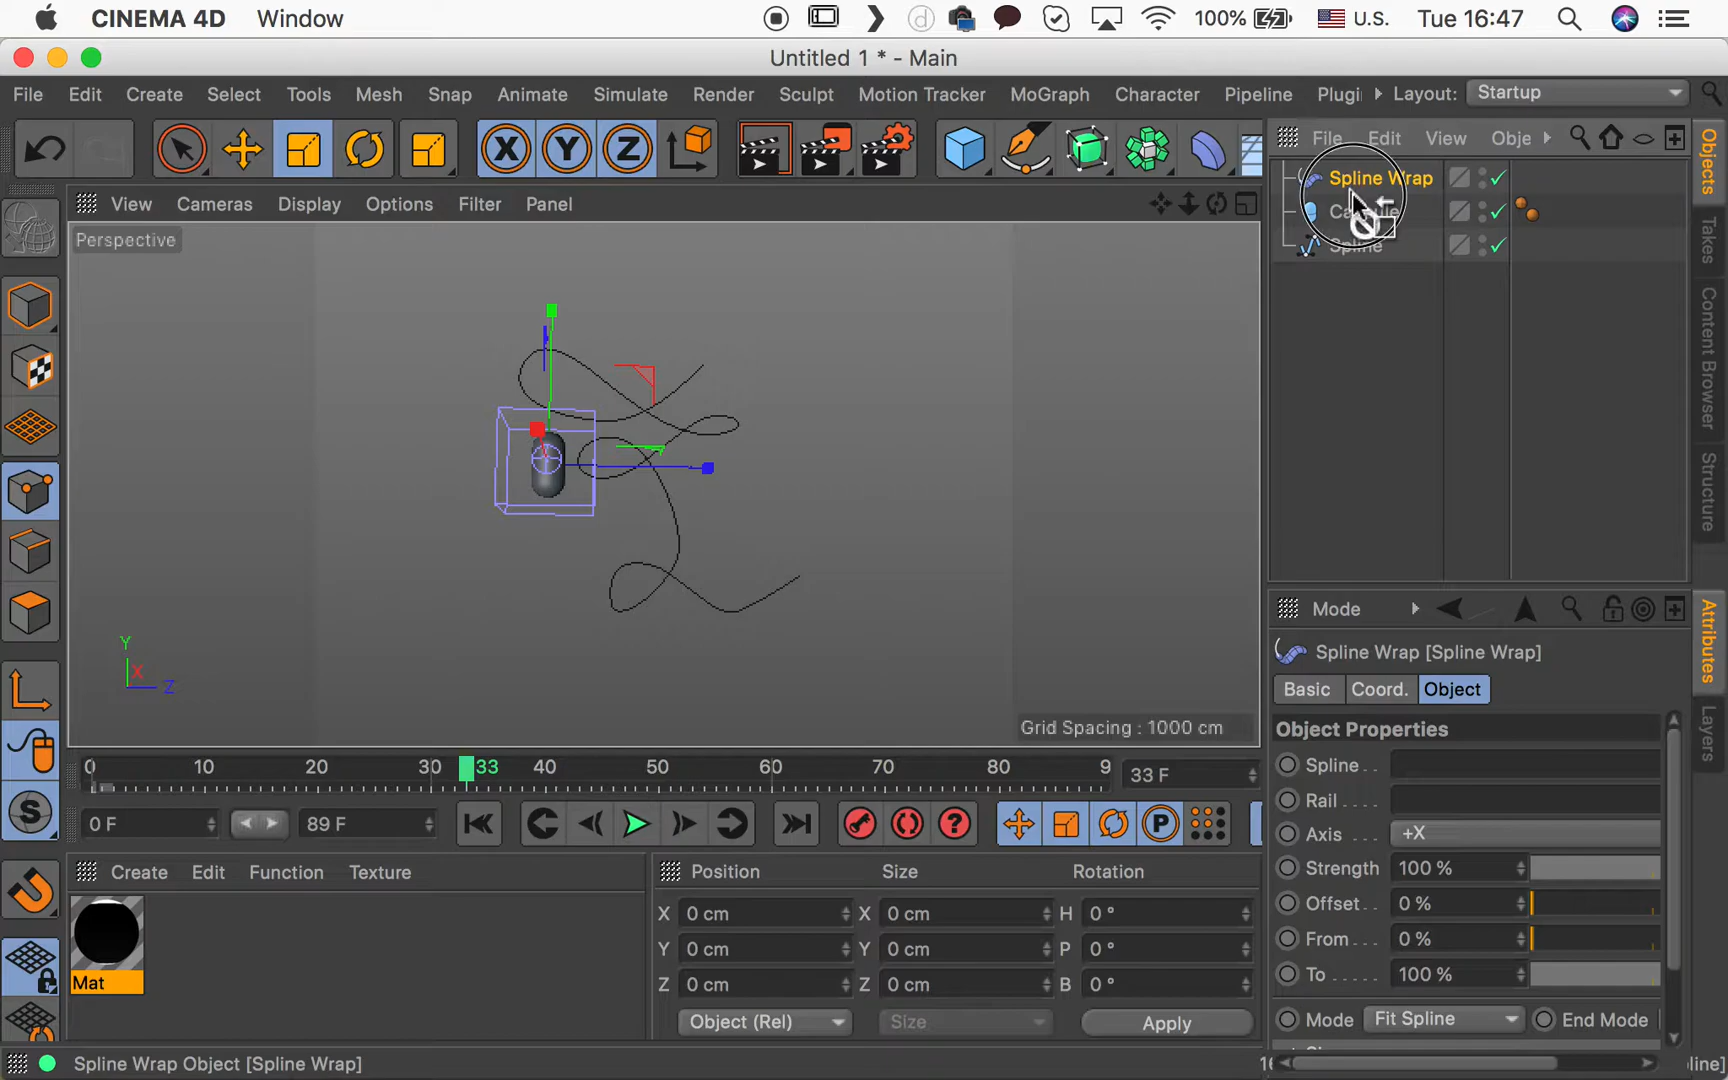 CINEMA 4D Window 100% U.S. Tue 16:47
Untitled 1 * - Main
File Edit Create Select Tools Mesh Snap Animate Simulate Render Sculpt Motion Tracker MoGraph Character Pipeline Plugi Layout: Startup
X Y Z
File Edit View Obje
View Cameras Display Options Filter Panel
Perspective
Spline Wrap
Spline
Objects
Takes
Content Browser
Structure
Y
X
Z
Grid Spacing : 1000 cm
Mode
Spline Wrap [Spline Wrap]
Basic Coord. Object
Object Properties
Spline . .
Rail . . . .
Axis . . . +X
Strength 100 %
Offset . . 0 %
From . . . 0 %
To . . . . . 100 %
Mode Fit Spline End Mode
Attributes
Layers
0 10 20 30 33 40 50 60 70 80 9 33 F
0 F 89 F
P
Create Edit Function Texture
Mat
Position Size Rotation
X 0 cm X 0 cm H 0 °
Y 0 cm Y 0 cm P 0 °
Z 0 cm Z 0 cm B 0 °
Object (Rel) Size Apply
Spline Wrap Object [Spline Wrap]
line]